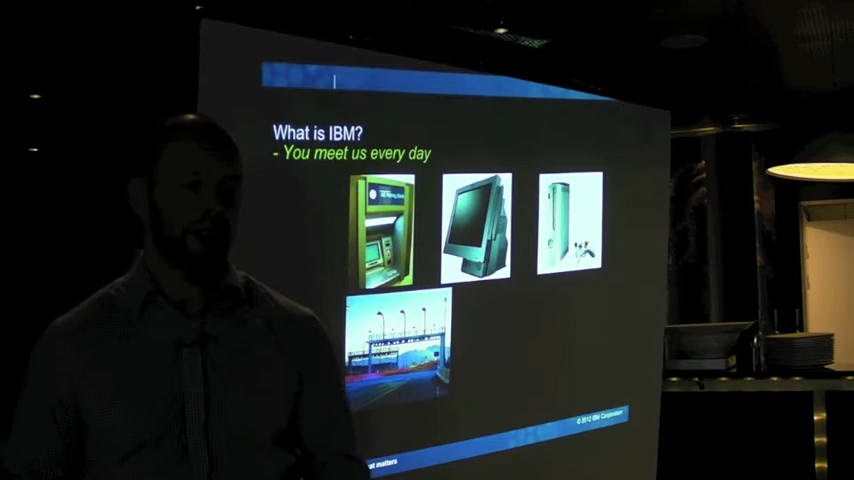 What is IBM?
- You meet us every day
© 2012 IBM Corporation
at matters